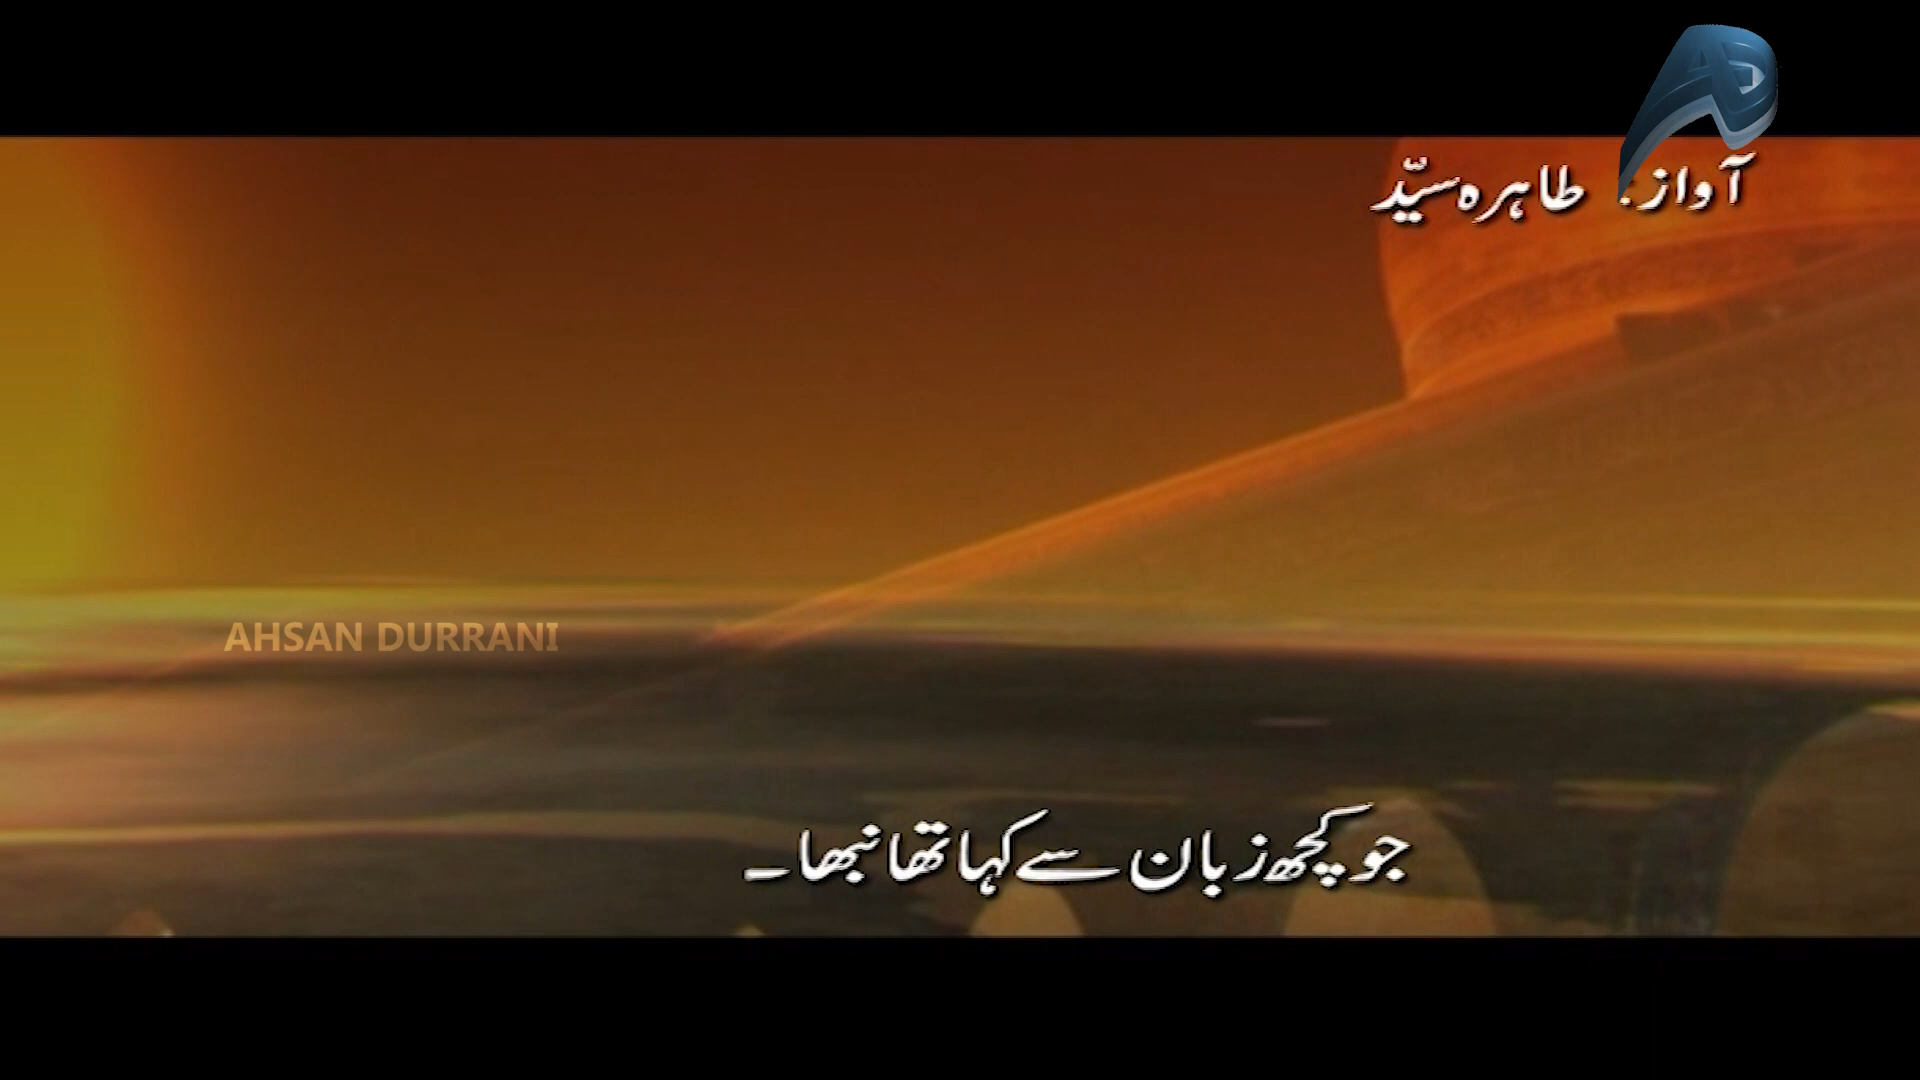 آواز: طاہرہ سیّد
AHSAN DURRANI
جو کچھ زبان سے کہا تھا نبھا۔